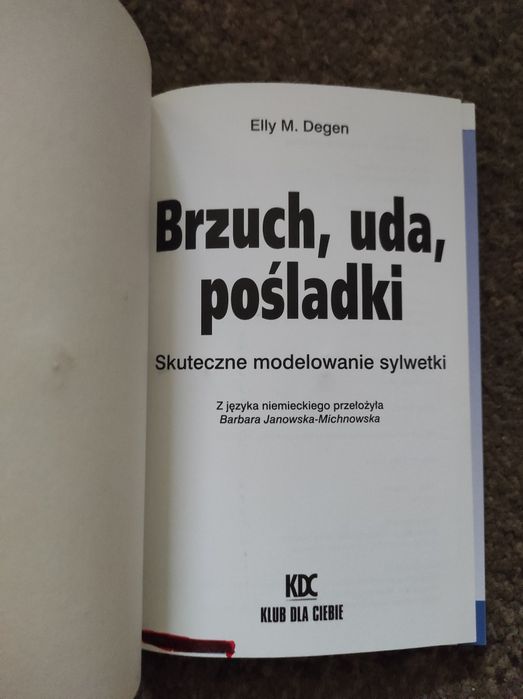 Elly M. Degen
Brzuch, uda,
pośladki
Skuteczne modelowanie sylwetki
Z języka niemieckiego przełożyła
Barbara Janowska-Michnowska
KDC
KLUB DLA CIEBIE